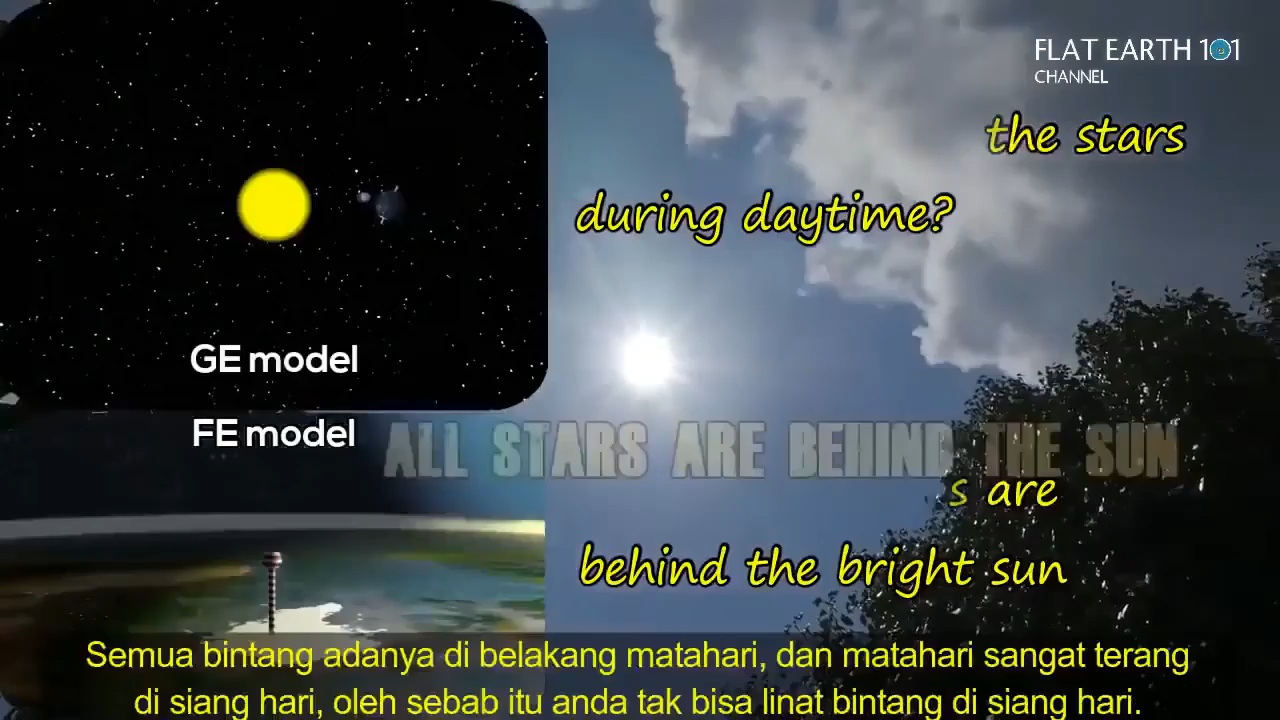 FLAT EARTH 101
CHANNEL
the stars
during daytime?
GE model
FE model
ALL STARS ARE BEHIND THE SUN
s are
behind the bright sun
Semua bintang adanya di belakang matahari, dan matahari sangat terang
di siang hari, oleh sebab itu anda tak bisa linat bintang di siang hari.